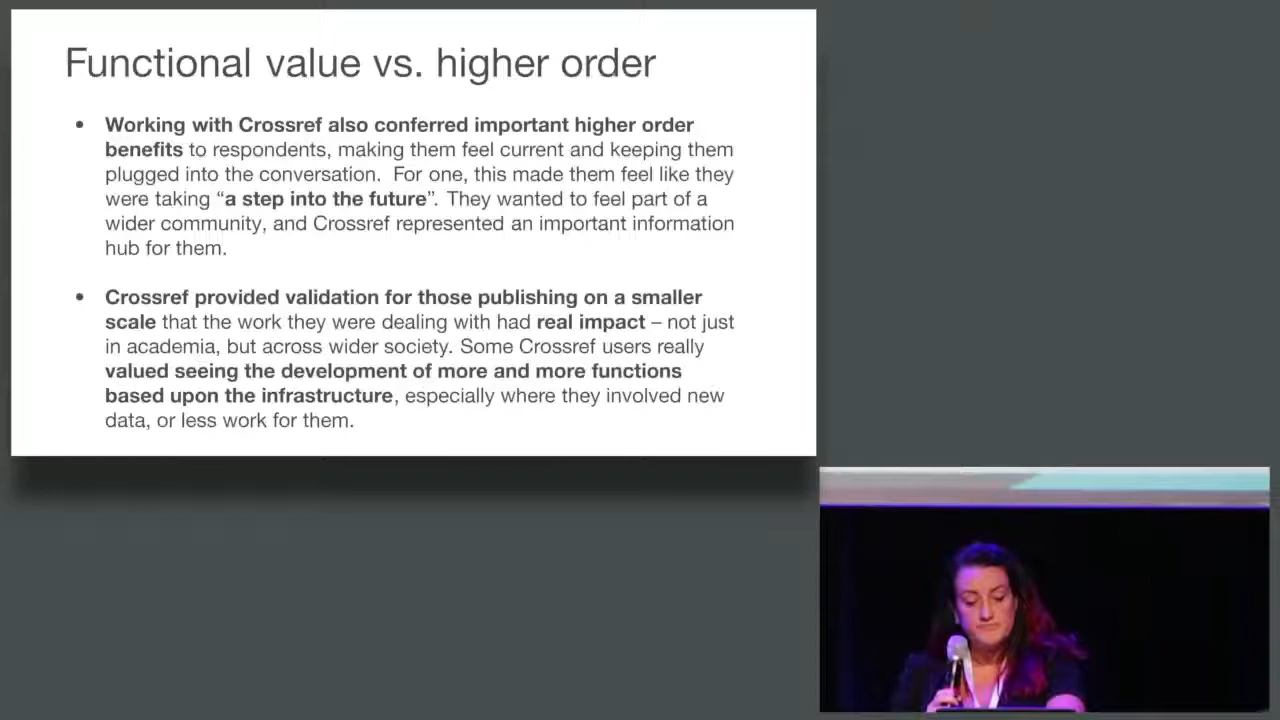 Functional value vs. higher order
• Working with Crossref also conferred important higher order
benefits to respondents, making them feel current and keeping them
plugged into the conversation.  For one, this made them feel like they
were taking “a step into the future”.  They wanted to feel part of a
wider community, and Crossref represented an important information
hub for them.
• Crossref provided validation for those publishing on a smaller
scale that the work they were dealing with had real impact – not just
in academia, but across wider society. Some Crossref users really
valued seeing the development of more and more functions
based upon the infrastructure, especially where they involved new
data, or less work for them.